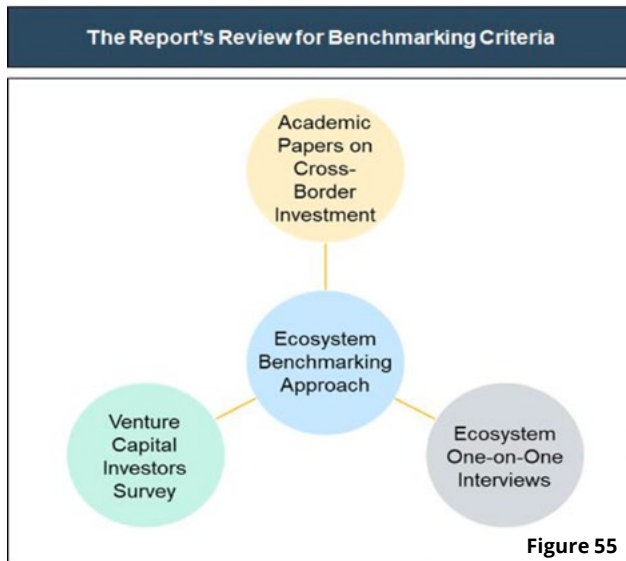 The Report's Review for Benchmarking Criteria
Academic
Papers on
Cross-
Border
Investment
Ecosystem
Benchmarking
Approach
Venture
Capital
Investors
Survey
Ecosystem
One-on-One
Interviews
Figure 55